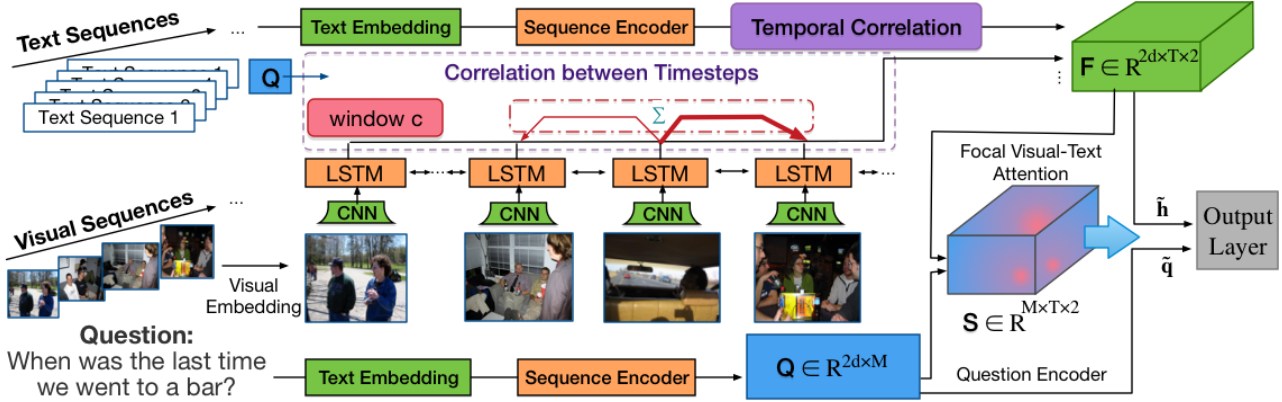 Text Sequences
...
Text Embedding
Sequence Encoder
Temporal Correlation
F ∈ R^{2d×T×2}
Text Sequence 1
Q
Correlation between Timesteps
window c
Σ
LSTM
...
LSTM
LSTM
LSTM
...
CNN
CNN
CNN
CNN
Visual Sequences
...
Visual
Embedding
Focal Visual-Text
Attention
S ∈ R^{M×T×2}
h̃
q̃
Output
Layer
Question:
When was the last time
we went to a bar?
Text Embedding
Sequence Encoder
Q ∈ R^{2d×M}
Question Encoder